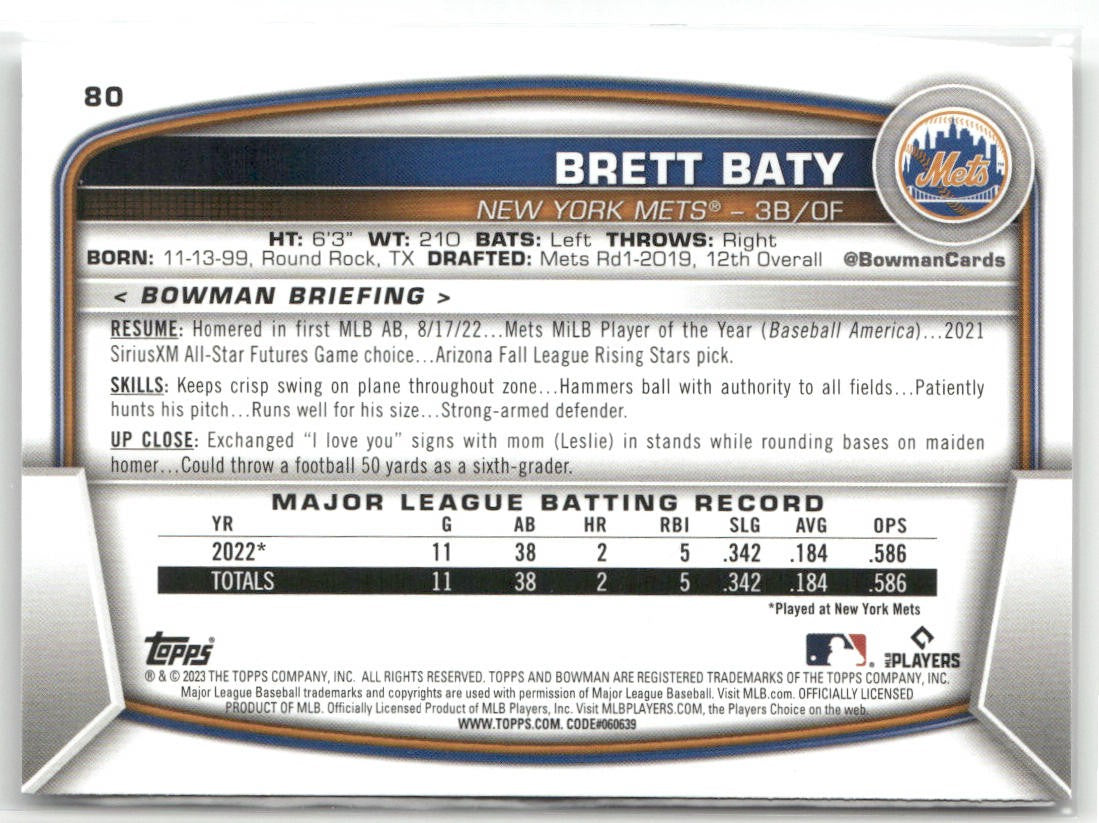 80
BRETT BATY
Mets
NEW YORK METS® – 3B/OF
HT: 6'3" WT: 210 BATS: Left THROWS: Right
BORN: 11-13-99, Round Rock, TX DRAFTED: Mets Rd1-2019, 12th Overall @BowmanCards
< BOWMAN BRIEFING >
RESUME: Homered in first MLB AB, 8/17/22...Mets MiLB Player of the Year (Baseball America)...2021
SiriusXM All-Star Futures Game choice...Arizona Fall League Rising Stars pick.
SKILLS: Keeps crisp swing on plane throughout zone...Hammers ball with authority to all fields...Patiently
hunts his pitch...Runs well for his size...Strong-armed defender.
UP CLOSE: Exchanged "I love you" signs with mom (Leslie) in stands while rounding bases on maiden
homer...Could throw a football 50 yards as a sixth-grader.
MAJOR LEAGUE BATTING RECORD
YR G AB HR RBI SLG AVG OPS
2022* 11 38 2 5 .342 .184 .586
TOTALS 11 38 2 5 .342 .184 .586
*Played at New York Mets
topps® MLB PLAYERS
® & © 2023 THE TOPPS COMPANY, INC. ALL RIGHTS RESERVED. TOPPS AND BOWMAN ARE REGISTERED TRADEMARKS OF THE TOPPS COMPANY, INC.
Major League Baseball trademarks and copyrights are used with permission of Major League Baseball. Visit MLB.com. OFFICIALLY LICENSED
PRODUCT OF MLB. Officially Licensed Product of MLB Players, Inc. Visit MLBPLAYERS.COM, the Players Choice on the web.
WWW.TOPPS.COM. CODE#060639